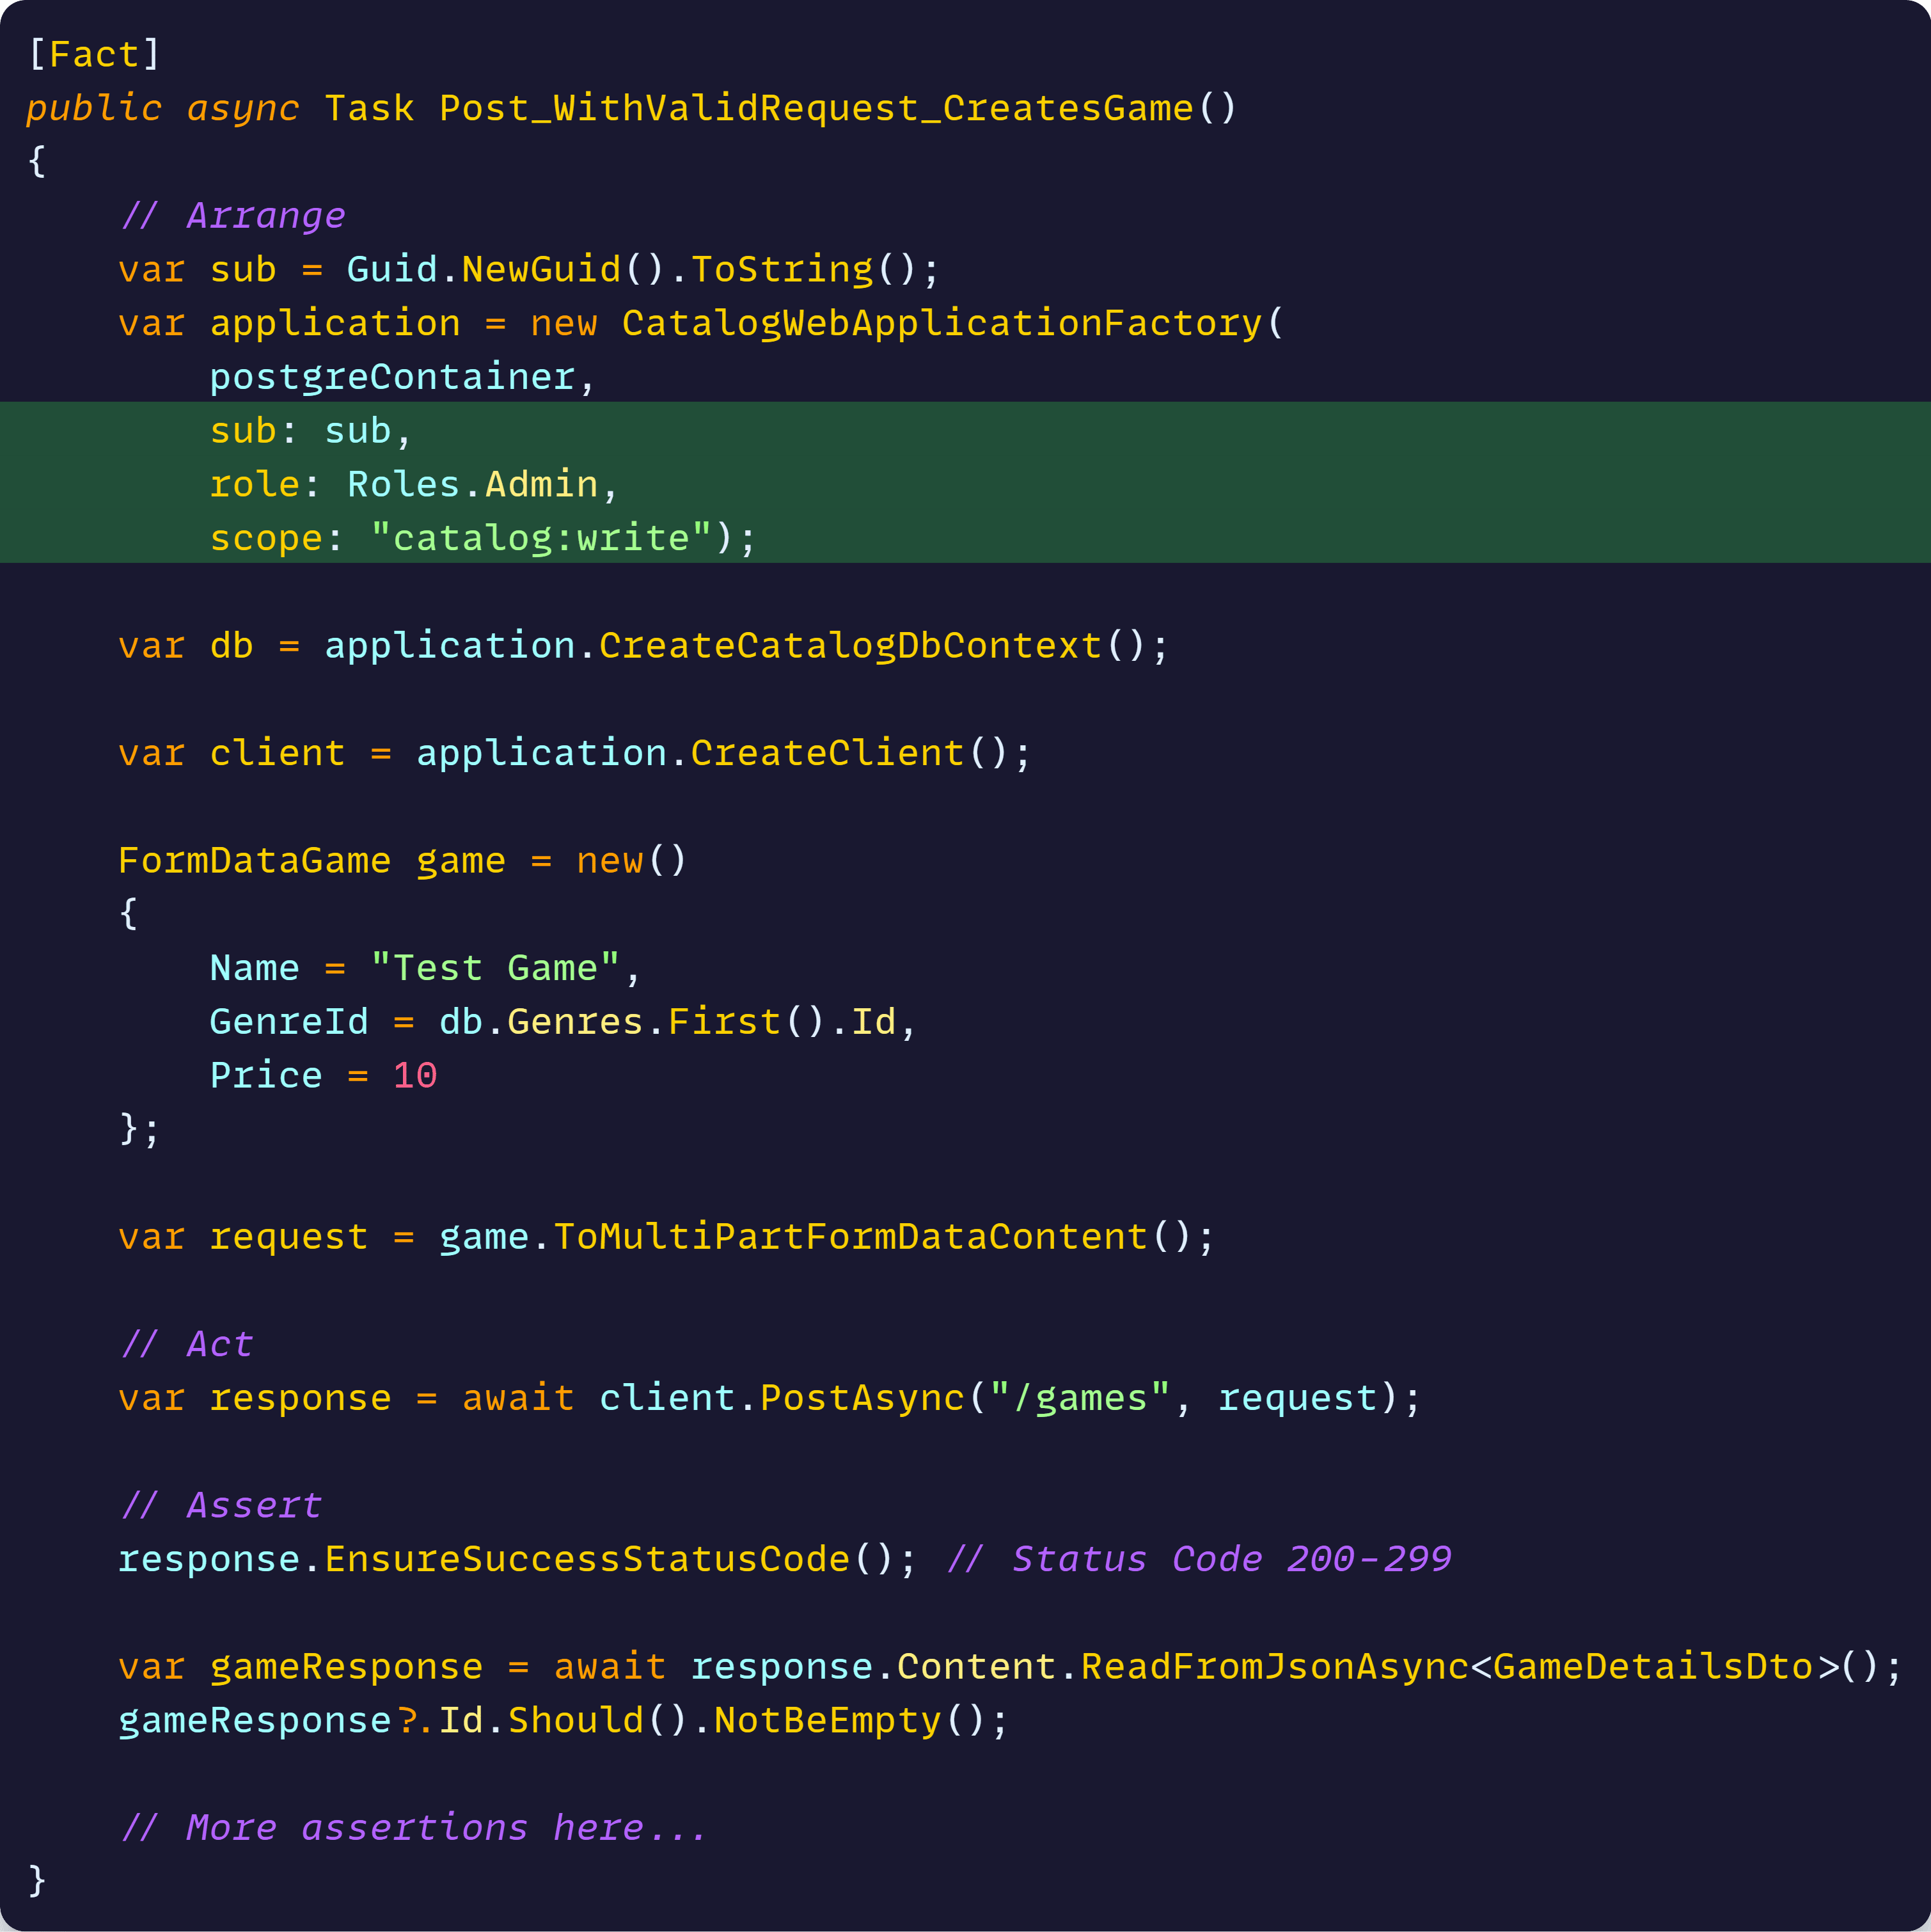 [Fact]
public async Task Post_WithValidRequest_CreatesGame()
{
    // Arrange
    var sub = Guid.NewGuid().ToString();
    var application = new CatalogWebApplicationFactory(
        postgreContainer,
        sub: sub,
        role: Roles.Admin,
        scope: "catalog:write");

    var db = application.CreateCatalogDbContext();

    var client = application.CreateClient();

    FormDataGame game = new()
    {
        Name = "Test Game",
        GenreId = db.Genres.First().Id,
        Price = 10
    };

    var request = game.ToMultiPartFormDataContent();

    // Act
    var response = await client.PostAsync("/games", request);

    // Assert
    response.EnsureSuccessStatusCode(); // Status Code 200-299

    var gameResponse = await response.Content.ReadFromJsonAsync<GameDetailsDto>();
    gameResponse?.Id.Should().NotBeEmpty();

    // More assertions here...
}